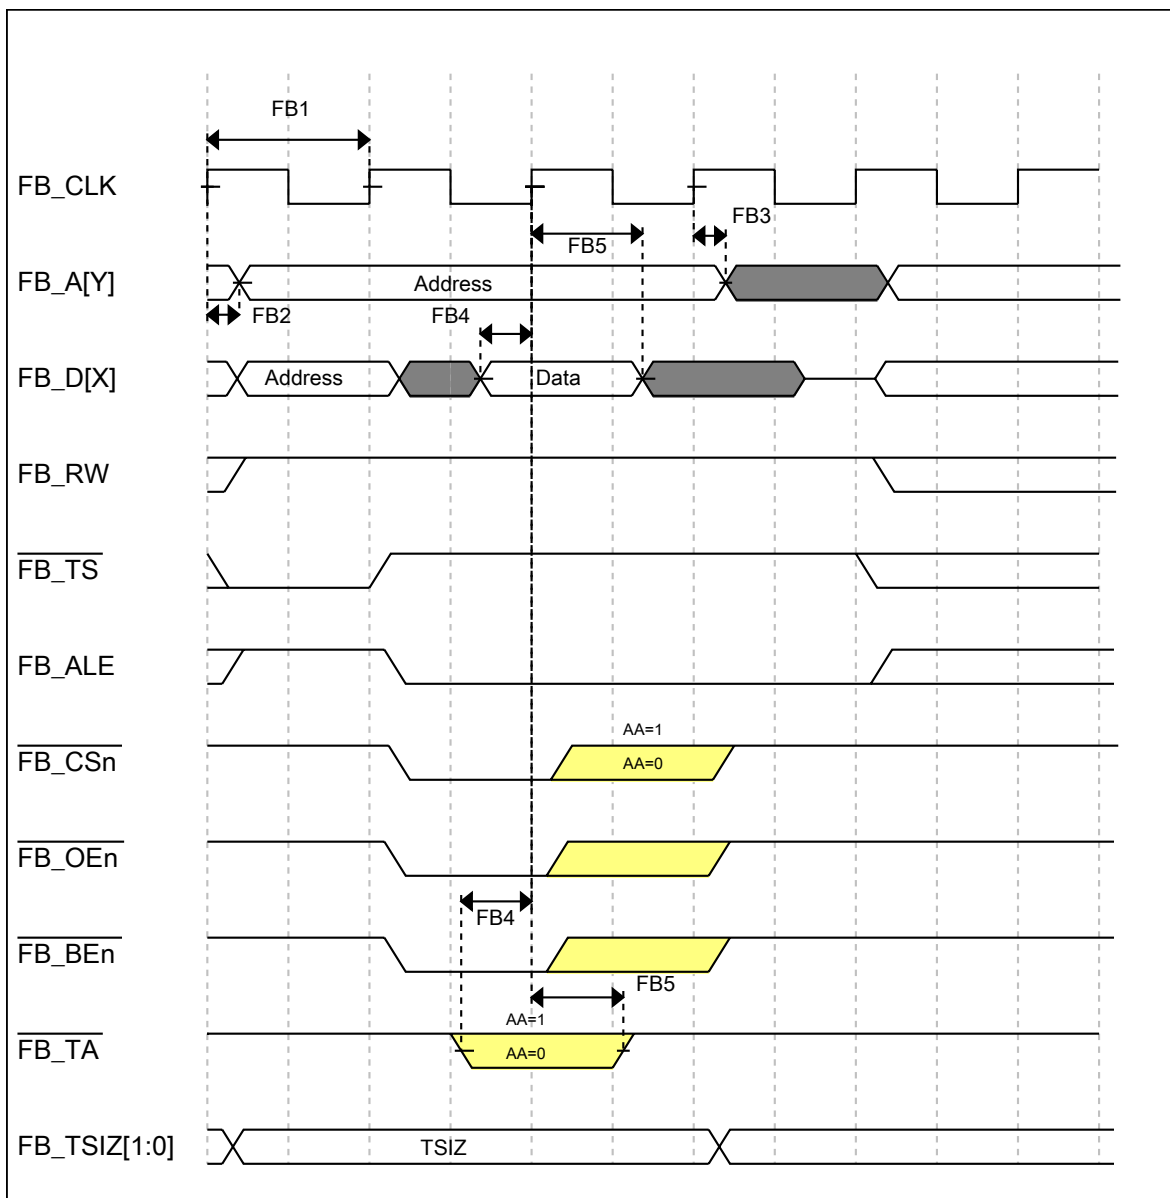 FB1
FB_CLK
FB3
FB5
FB_A[Y]
Address
FB2
FB4
FB_D[X]
Address
Data
FB_RW
FB_TS
FB_ALE
AA=1
FB_CSn
AA=0
FB_OEn
FB4
FB_BEn
FB5
AA=1
FB_TA
AA=0
FB_TSIZ[1:0]
TSIZ